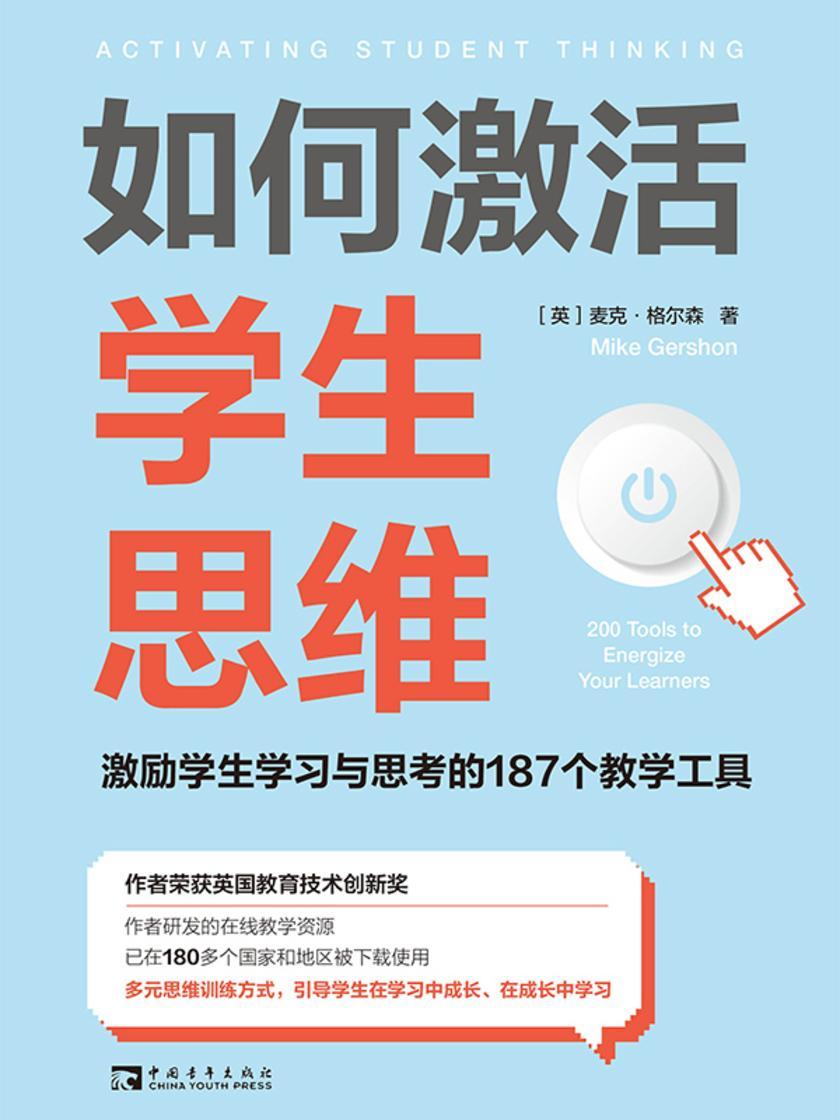 ACTIVATING STUDENT THINKING
如何激活
学生
思维
[英]麦克·格尔森 著
Mike Gershon
200 Tools to
Energize
Your Learners
激励学生学习与思考的187个教学工具
作者荣获英国教育技术创新奖
作者研发的在线教学资源
已在180多个国家和地区被下载使用
多元思维训练方式，引导学生在学习中成长、在成长中学习
中国青年出版社
CHINA YOUTH PRESS